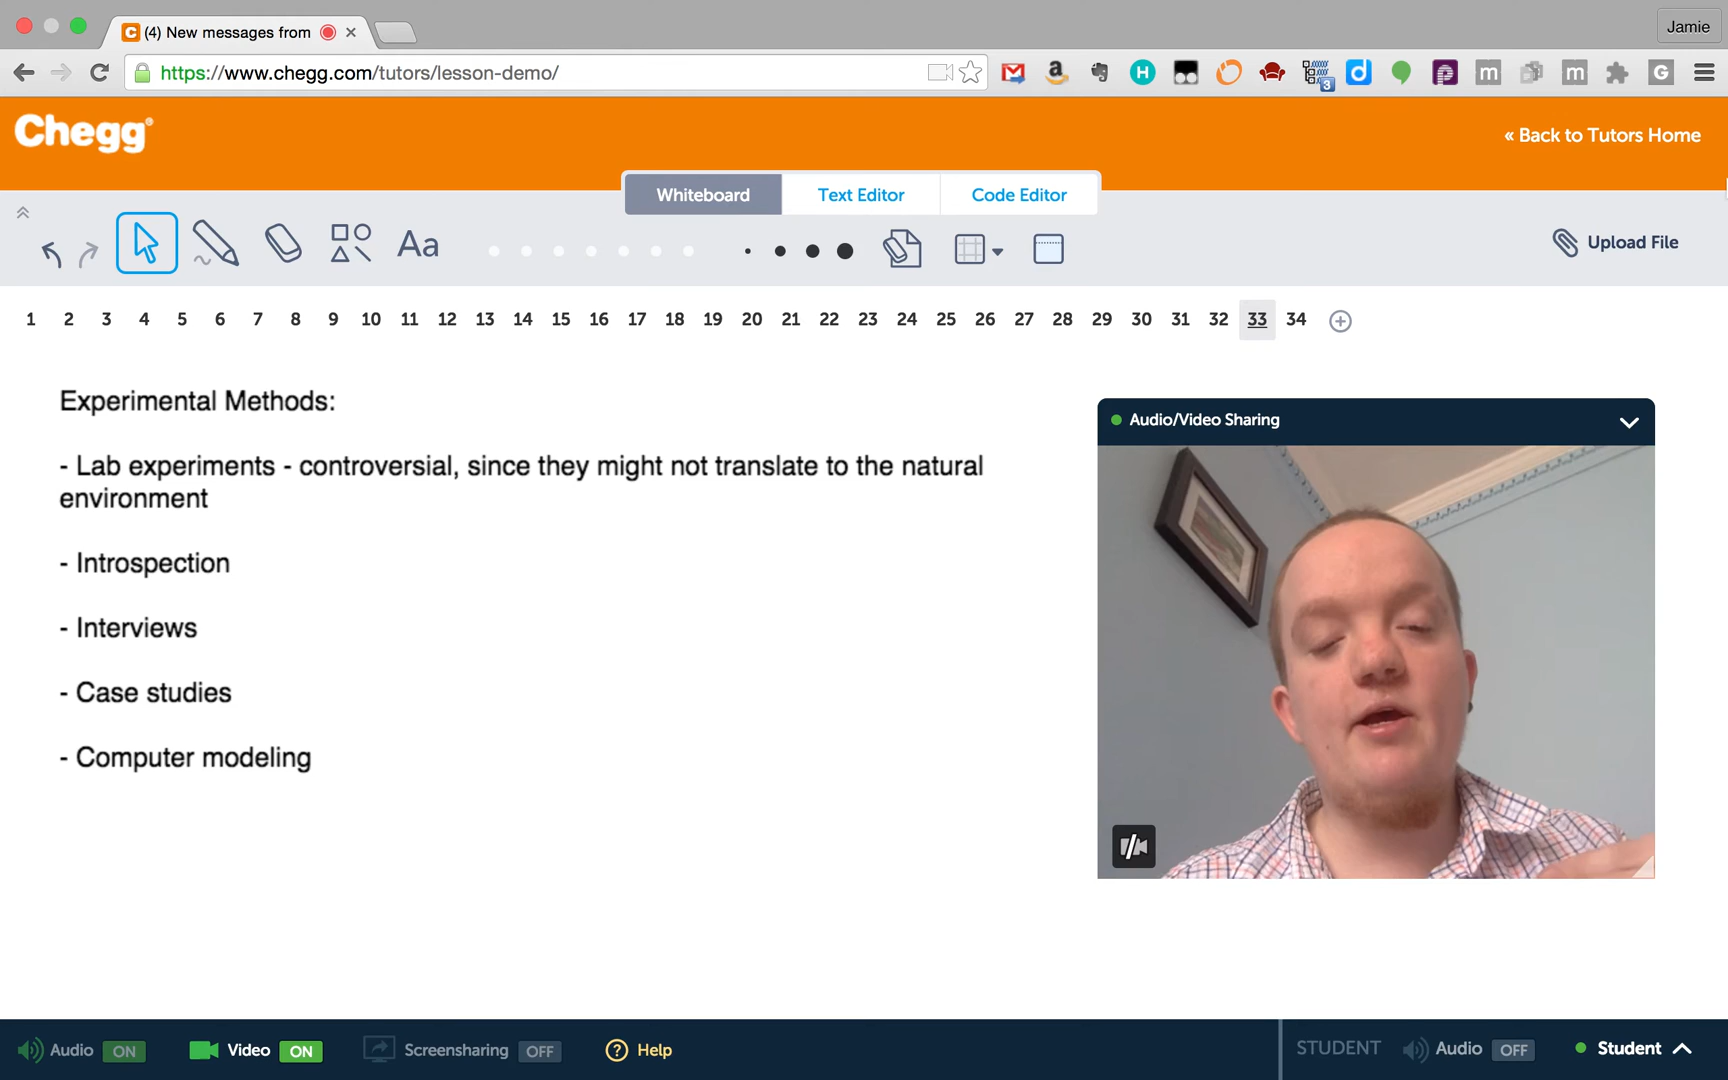 (4) New messages from
Jamie
https://www.chegg.com/tutors/lesson-demo/
3
Chegg
« Back to Tutors Home
Whiteboard
Text Editor
Code Editor
Aa
Upload File
1 2 3 4 5 6 7 8 9 10 11 12 13 14 15 16 17 18 19 20 21 22 23 24 25 26 27 28 29 30 31 32 33 34
Experimental Methods:
- Lab experiments - controversial, since they might not translate to the natural
environment
- Introspection
- Interviews
- Case studies
- Computer modeling
Audio/Video Sharing
Audio ON
Video ON
Screensharing OFF
Help
STUDENT
Audio OFF
Student